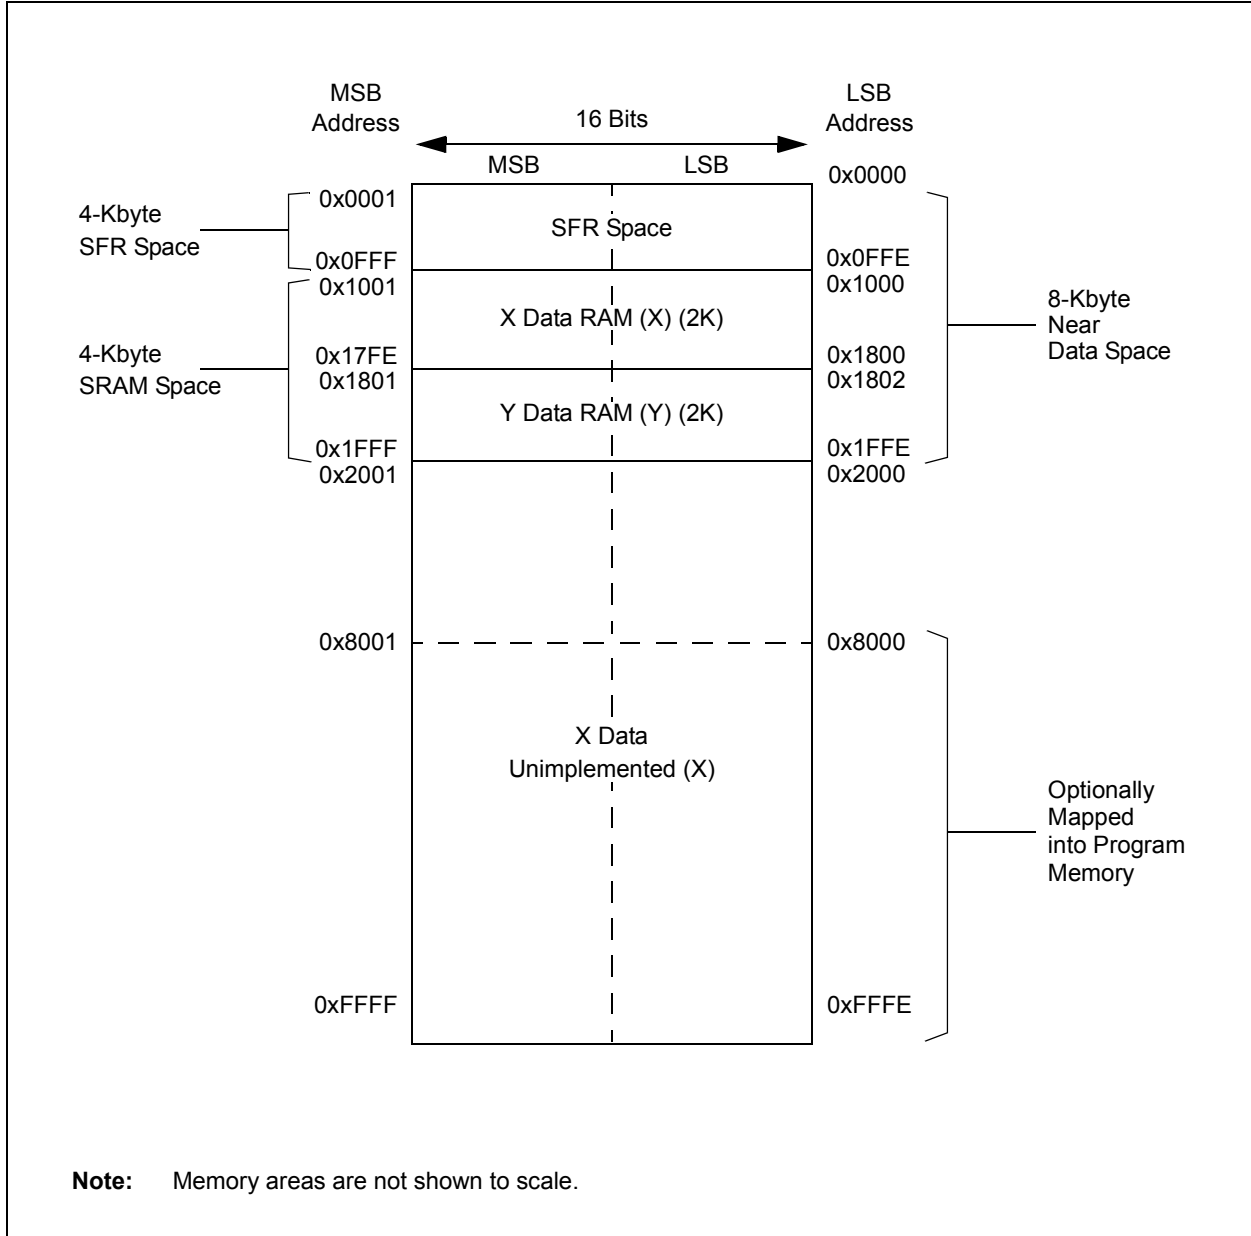 MSB
Address
LSB
Address
16 Bits
MSB
LSB
0x0000
0x0001
4-Kbyte
SFR Space
SFR Space
0x0FFF
0x0FFE
0x1001
0x1000
X Data RAM (X) (2K)
8-Kbyte
Near
Data Space
4-Kbyte
SRAM Space
0x17FE
0x1800
0x1801
0x1802
Y Data RAM (Y) (2K)
0x1FFF
0x1FFE
0x2001
0x2000
0x8001
0x8000
X Data
Unimplemented (X)
Optionally
Mapped
into Program
Memory
0xFFFF
0xFFFE
Note: Memory areas are not shown to scale.